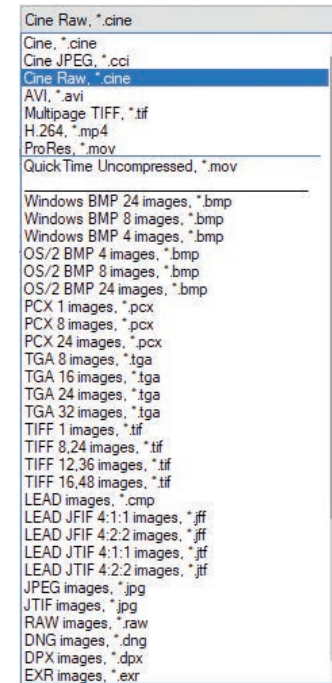 Cine Raw, *.cine
Cine, *.cine
Cine JPEG, *.cci
Cine Raw, *.cine
AVI, *.avi
Multipage TIFF, *.tif
H.264, *.mp4
ProRes, *.mov
QuickTime Uncompressed, *.mov
Windows BMP 24 images, *.bmp
Windows BMP 8 images, *.bmp
Windows BMP 4 images, *.bmp
OS/2 BMP 4 images, *.bmp
OS/2 BMP 8 images, *.bmp
OS/2 BMP 24 images, *.bmp
PCX 1 images, *.pcx
PCX 8 images, *.pcx
PCX 24 images, *.pcx
TGA 8 images, *.tga
TGA 16 images, *.tga
TGA 24 images, *.tga
TGA 32 images, *.tga
TIFF 1 images, *.tif
TIFF 8,24 images, *.tif
TIFF 12,36 images, *.tif
TIFF 16,48 images, *.tif
LEAD images, *.cmp
LEAD JFIF 4:1:1 images, *.jff
LEAD JFIF 4:2:2 images, *.jff
LEAD JTIF 4:1:1 images, *.jtf
LEAD JTIF 4:2:2 images, *.jtf
JPEG images, *.jpg
JTIF images, *.jpg
RAW images, *.raw
DNG images, *.dng
DPX images, *.dpx
EXR images, *.exr